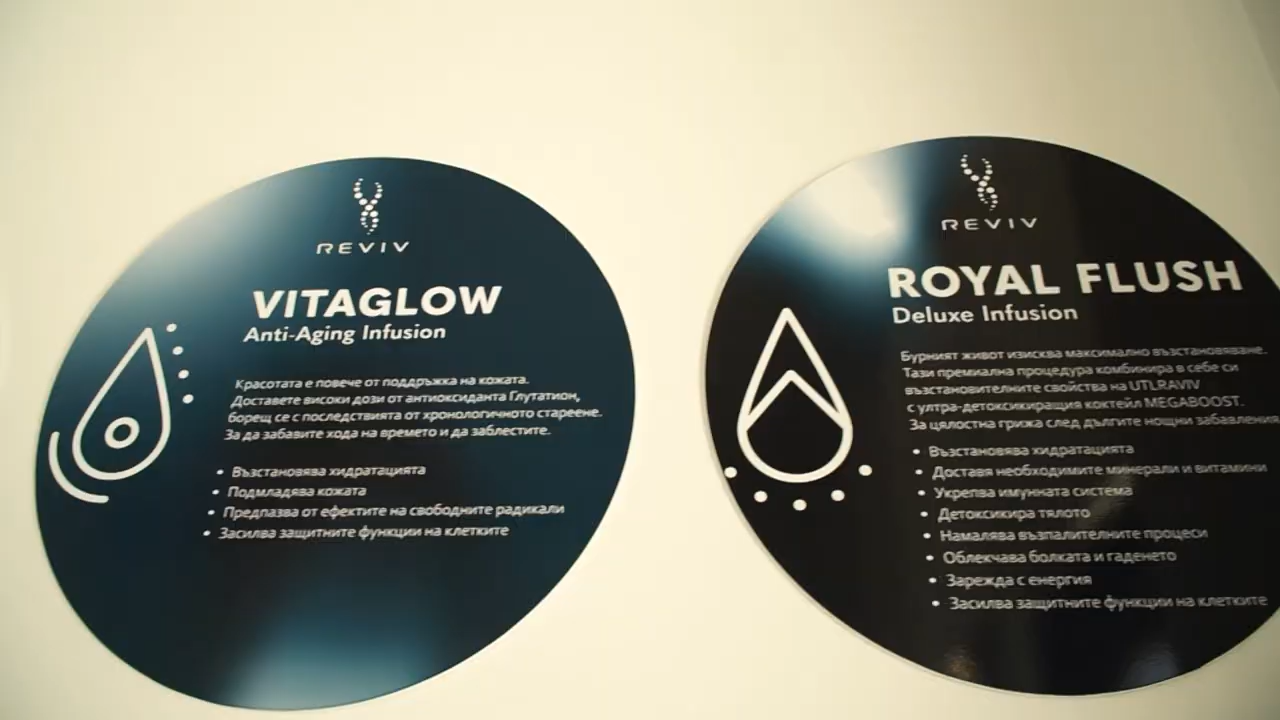 REVIV
VITAGLOW
Anti-Aging Infusion
Красотата е повече от поддръжка на кожата.
Доставете високи дози от антиоксиданта Глутатион,
борещ се с последствията от хронологичното стареене.
За да забавите хода на времето и да заблестите.
• Възстановява хидратацията
• Подмладява кожата
• Предпазва от ефектите на свободните радикали
• Засилва защитните функции на клетките
REVIV
ROYAL FLUSH
Deluxe Infusion
Бурният живот изисква максимално възстановяване.
Тази премиална процедура комбинира в себе си
възстановителните свойства на UTLRAVIV
с ултра-детоксикиращия коктейл MEGABOOST.
За цялостна грижа след дългите нощни забавления
• Възстановява хидратацията
• Доставя необходимите минерали и витамини
• Укрепва имунната система
• Детоксикира тялото
• Намалява възпалителните процеси
• Облекчава болката и гаденето
• Зарежда с енергия
• Засилва защитните функции на клетките